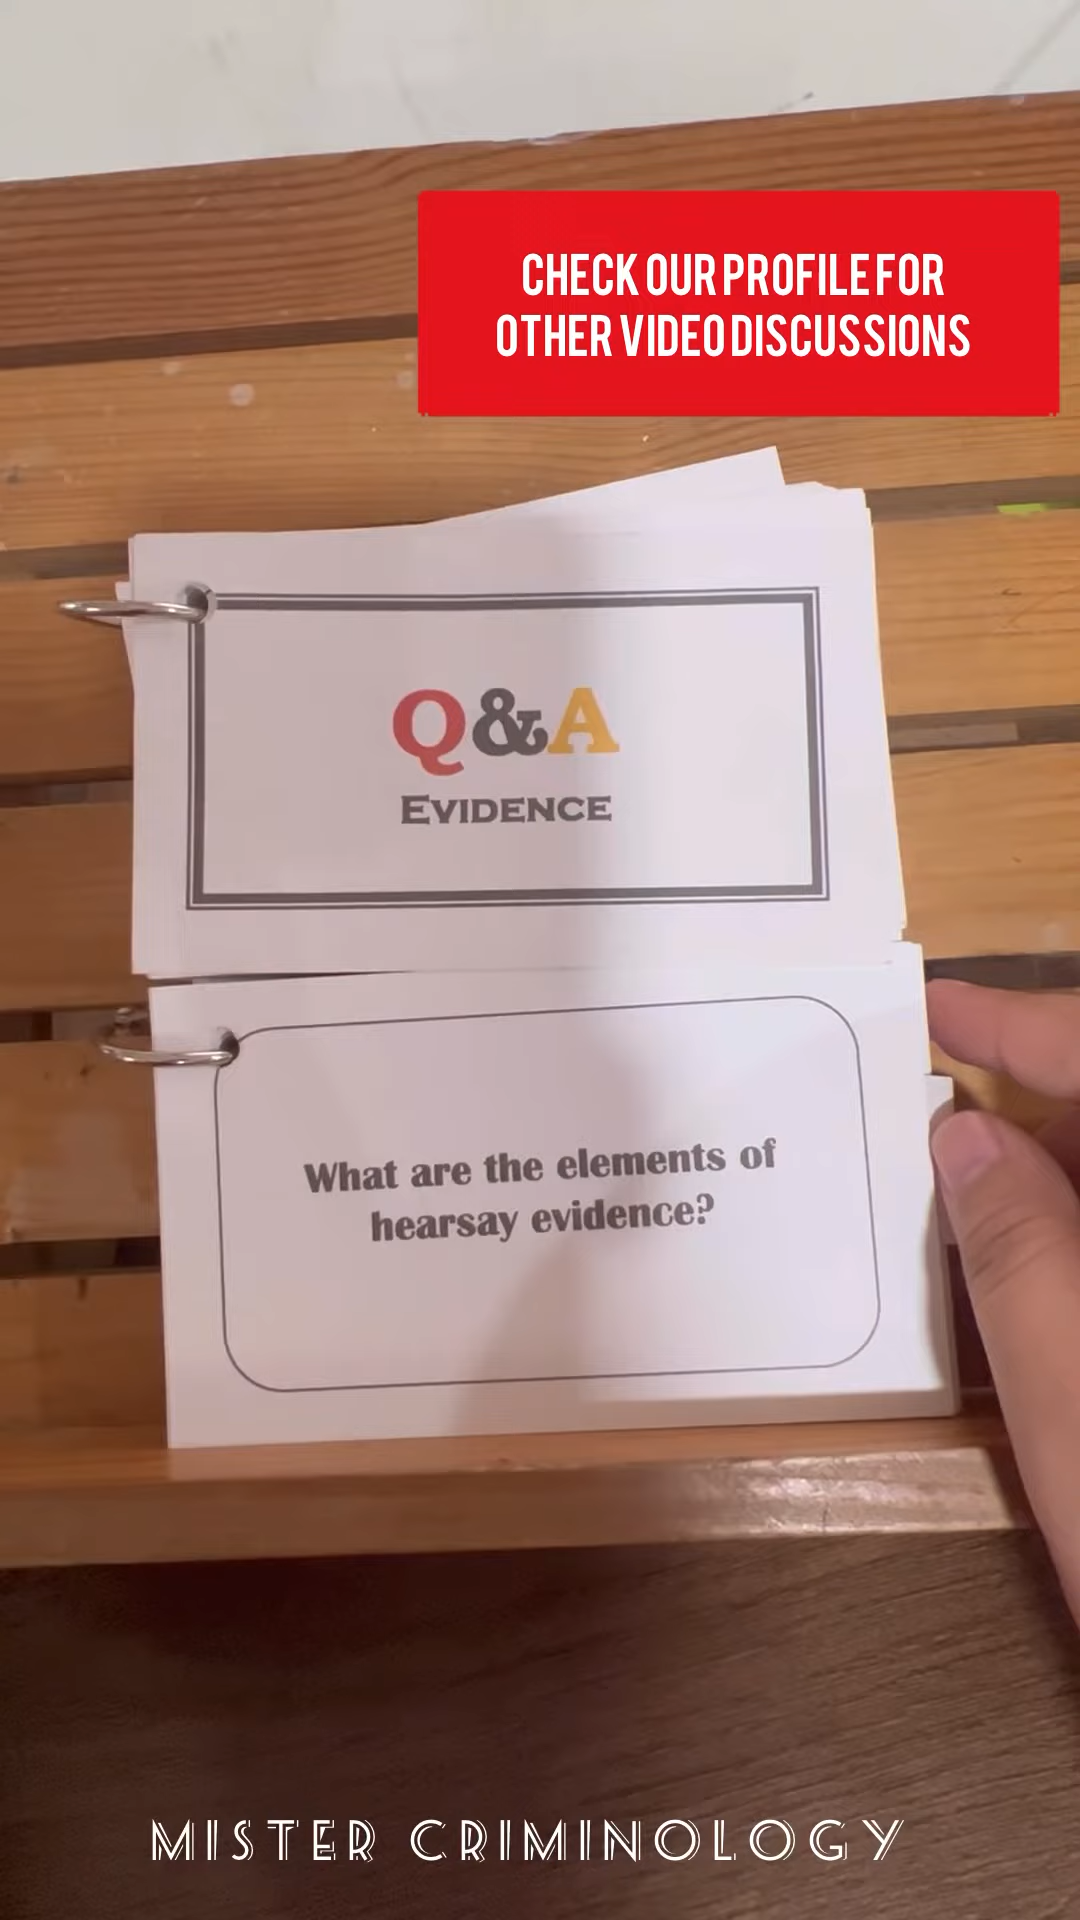 CHECK OUR PROFILE FOR
OTHER VIDEO DISCUSSIONS
Q&A
EVIDENCE
What are the elements of
hearsay evidence?
MISTER CRIMINOLOGY